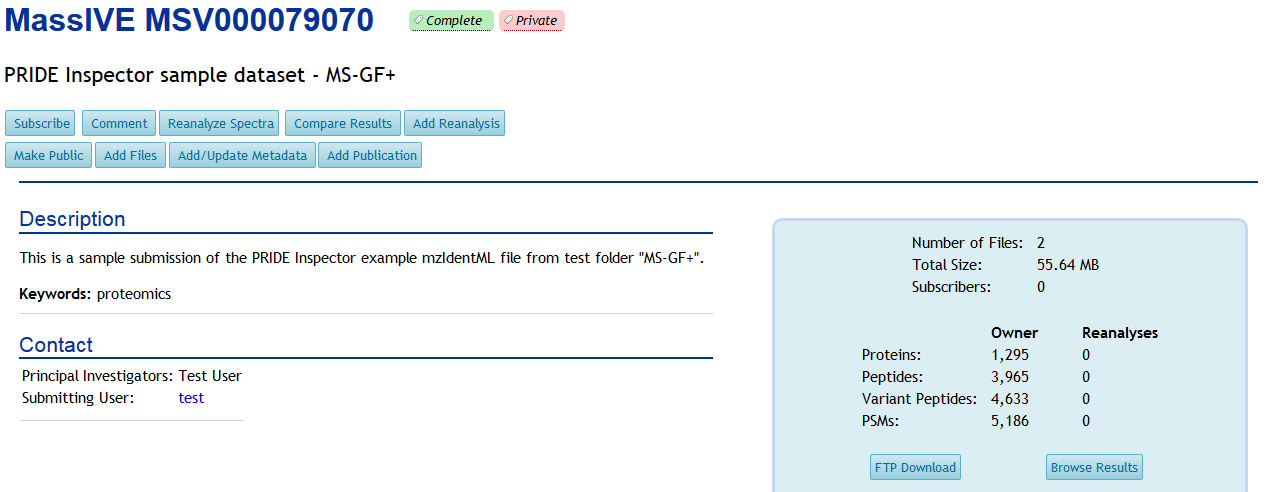 MassIVE MSV000079070 Complete Private
PRIDE Inspector sample dataset - MS-GF+
Subscribe Comment Reanalyze Spectra Compare Results Add Reanalysis
Make Public Add Files Add/Update Metadata Add Publication
Description
This is a sample submission of the PRIDE Inspector example mzIdentML file from test folder "MS-GF+".
Keywords: proteomics
Contact
Principal Investigators: Test User
Submitting User: test
Number of Files: 2
Total Size: 55.64 MB
Subscribers: 0
Owner Reanalyses
Proteins: 1,295 0
Peptides: 3,965 0
Variant Peptides: 4,633 0
PSMs: 5,186 0
FTP Download Browse Results